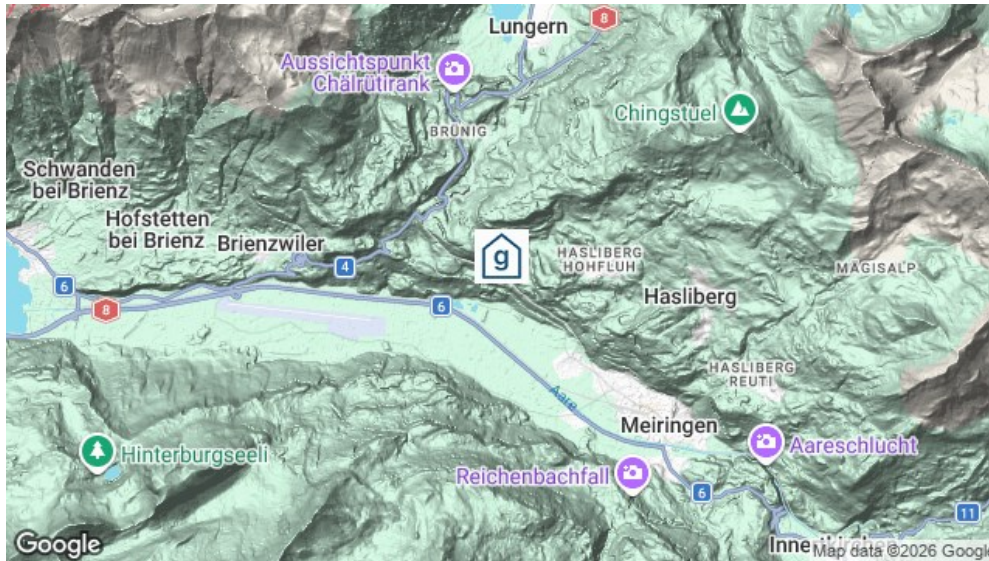 Lungern
8
Aussichtspunkt
Chälrütirank
Chingstuel
BRÜNIG
Schwanden
bei Brienz
Hofstetten
bei Brienz
Brienzwiler
g
HASLIBERG
HOHFLUH
MÄGISALP
4
6
8
6
Hasliberg
HASLIBERG
REUTI
Aare
Meiringen
Aareschlucht
Hinterburgseeli
Reichenbachfall
6
11
Google
Map data ©2026 Google